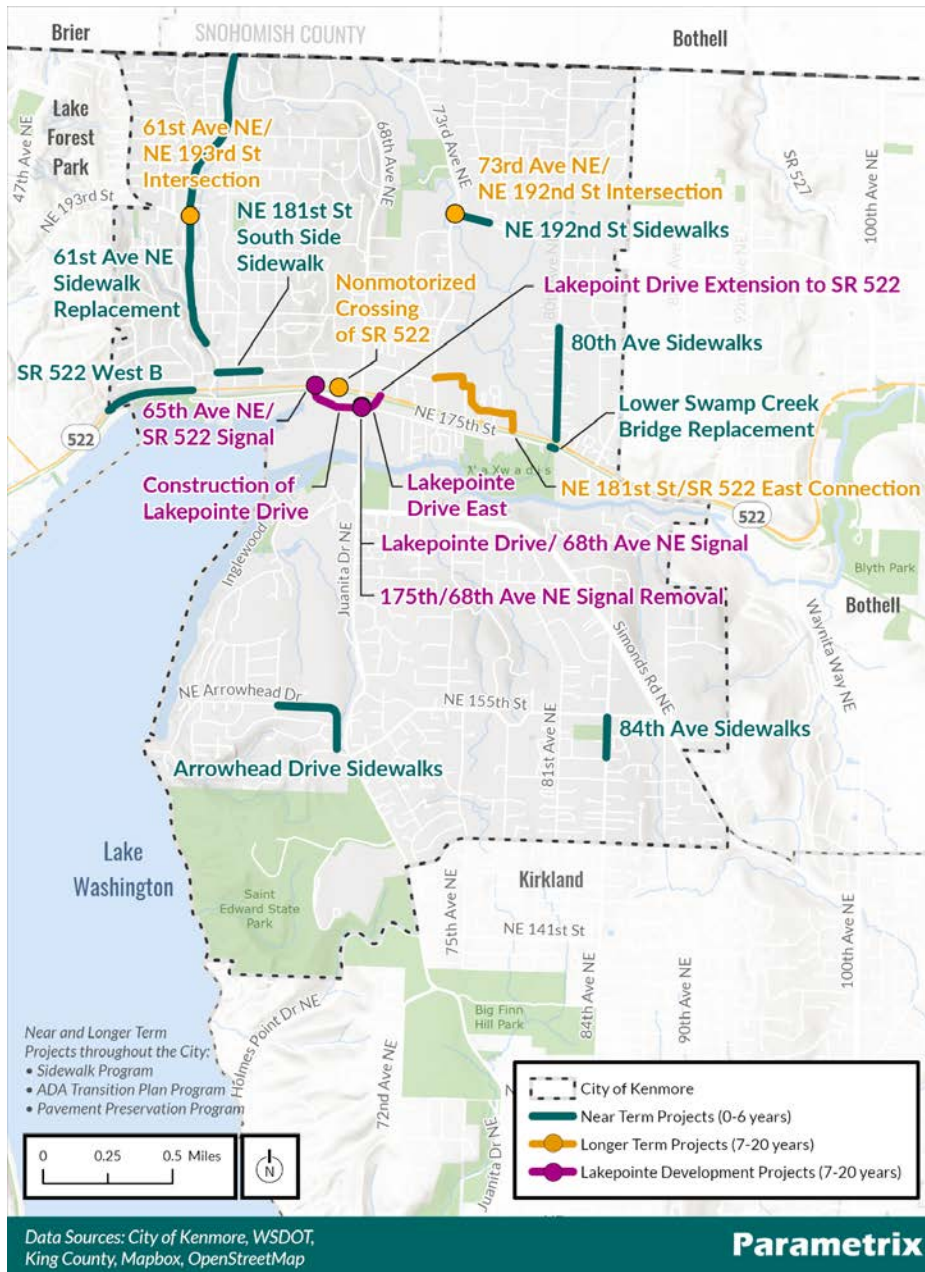 Brier
SNOHOMISH COUNTY
Bothell
Lake
Forest
Park
47th Ave NE
NE 193rd St
61st Ave NE/
NE 193rd St
Intersection
68th Ave NE
73rd Ave NE
73rd Ave NE/
NE 192nd St Intersection
SR 527
100th Ave NE
NE 181st St
South Side
Sidewalk
NE 192nd St Sidewalks
61st Ave NE
Sidewalk
Replacement
Nonmotorized
Crossing
of SR 522
Lakepoint Drive Extension to SR 522
80th Ave Sidewalks
SR 522 West B
65th Ave NE/
SR 522 Signal
NE 175th St
Lower Swamp Creek
Bridge Replacement
522
Construction of
Lakepointe Drive
Lakepointe
Drive East
NE 181st St/SR 522 East Connection
522
Inglewood
Juanita Dr NE
Lakepointe Drive/ 68th Ave NE Signal
175th/68th Ave NE Signal Removal
Blyth Park
Bothell
Simonds Rd NE
Waynita Way NE
NE Arrowhead Dr
NE 155th St
81st Ave NE
84th Ave Sidewalks
Arrowhead Drive Sidewalks
Lake
Washington
Saint
Edward State
Park
Kirkland
75th Ave NE
NE 141st St
84th Ave NE
90th Ave NE
100th Ave NE
Big Finn
Hill Park
Holmes Point Dr NE
72nd Ave NE
Juanita Dr NE
Near and Longer Term
Projects throughout the City:
• Sidewalk Program
• ADA Transition Plan Program
• Pavement Preservation Program
0 0.25 0.5 Miles
N
City of Kenmore
Near Term Projects (0-6 years)
Longer Term Projects (7-20 years)
Lakepointe Development Projects (7-20 years)
Data Sources: City of Kenmore, WSDOT,
King County, Mapbox, OpenStreetMap
Parametrix